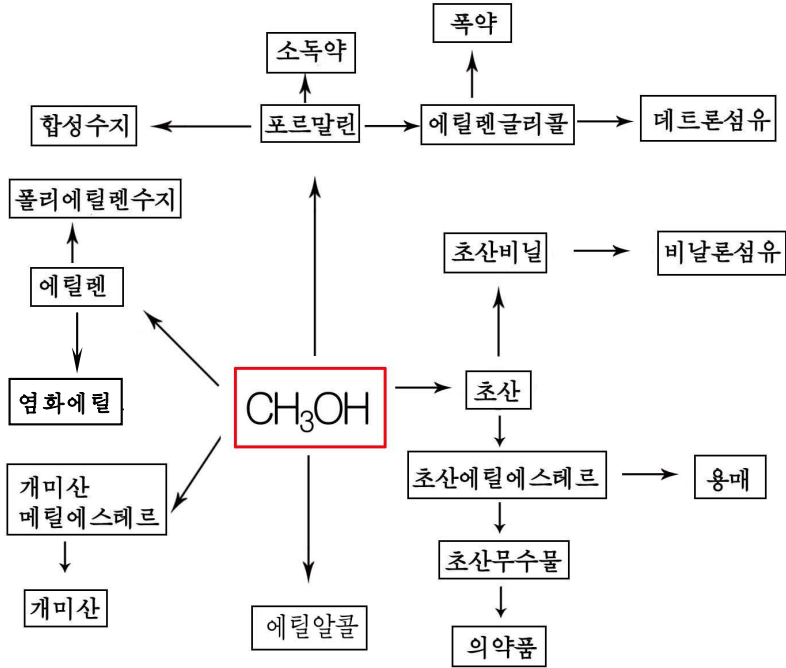 폭약
소독약
합성수지
포르말린
에틸렌글리콜
데트론섬유
폴리에틸렌수지
초산비닐
비날론섬유
에틸렌
염화에틸
CH₃OH
초산
개미산
메틸에스테르
초산에틸에스테르
용매
초산무수물
개미산
에틸알콜
의약품